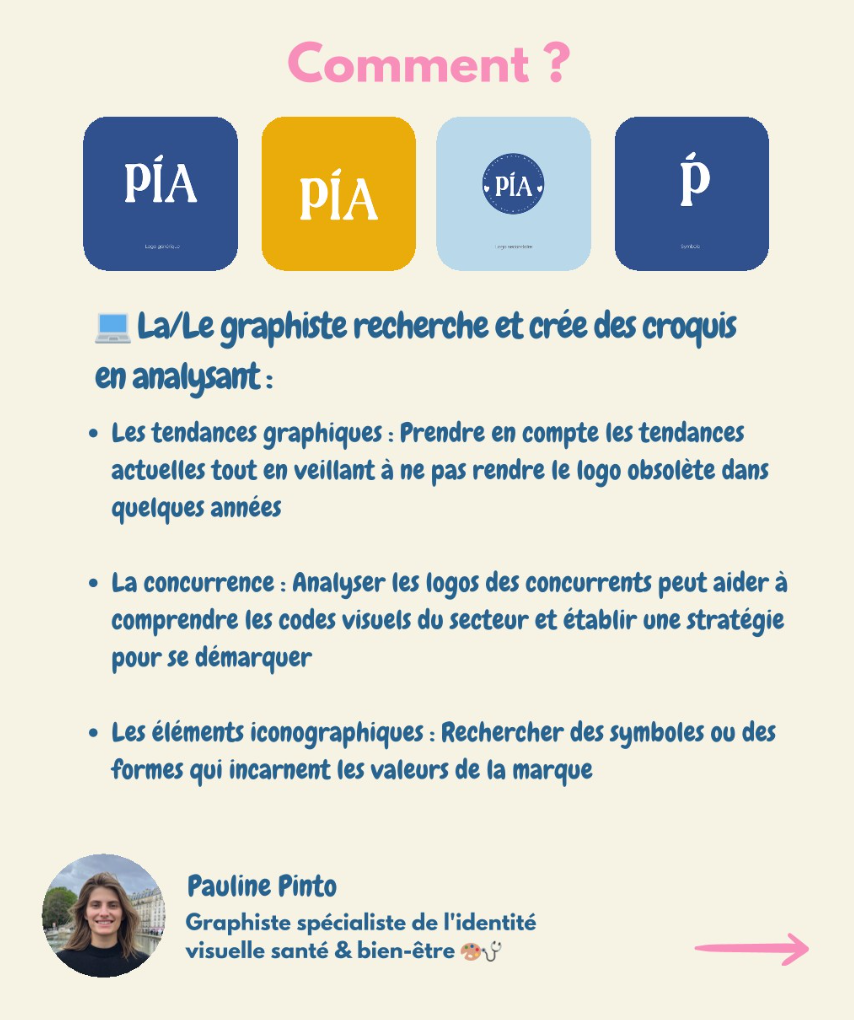 Comment ?
PÍA
PÍA
PÍA
Ṕ
Logo générique
Logo secondaire
Symbole
💻 La/Le graphiste recherche et crée des croquis
en analysant :
• Les tendances graphiques : Prendre en compte les tendances
actuelles tout en veillant à ne pas rendre le logo obsolète dans
quelques années
• La concurrence : Analyser les logos des concurrents peut aider à
comprendre les codes visuels du secteur et établir une stratégie
pour se démarquer
• Les éléments iconographiques : Rechercher des symboles ou des
formes qui incarnent les valeurs de la marque
Pauline Pinto
Graphiste spécialiste de l'identité
visuelle santé & bien-être 🎨🩺